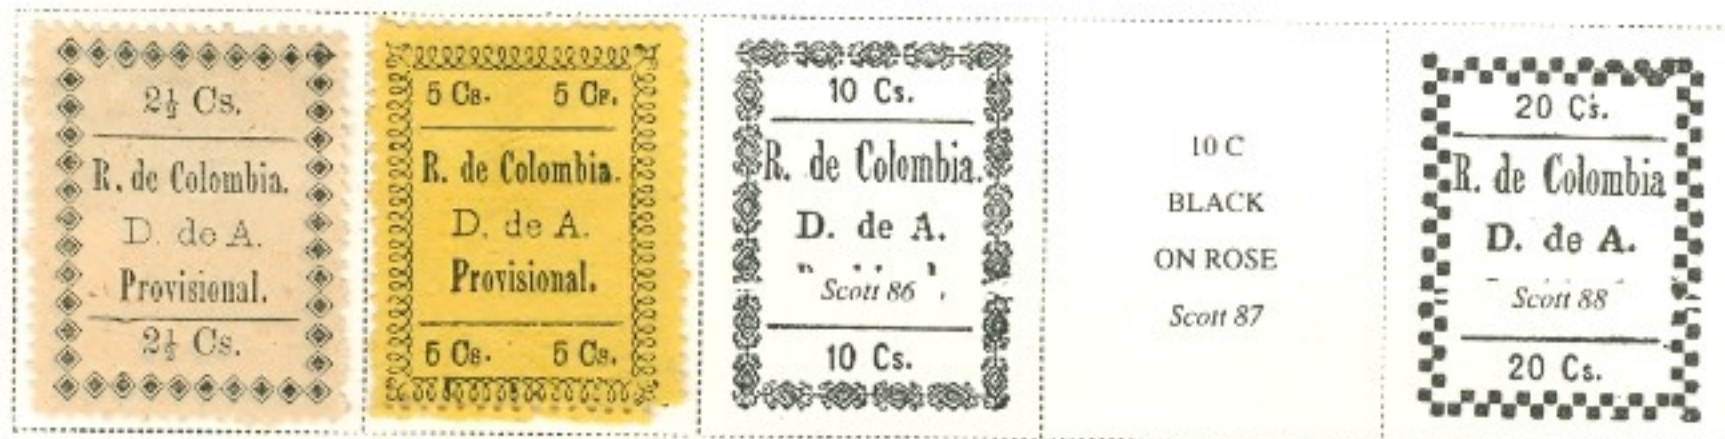 2½ Cs.
R. de Colombia.
D. de A.
Provisional.
2½ Cs.
5 Cs. 5 Cs.
R. de Colombia.
D. de A.
Provisional.
5 Cs. 5 Cs.
10 Cs.
R. de Colombia.
D. de A.
Scott 86
10 Cs.
10 C
BLACK
ON ROSE
Scott 87
20 Cs.
R. de Colombia
D. de A.
Scott 88
20 Cs.